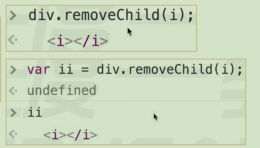 > div.removeChild(i);
<i></i>
> var ii = div.removeChild(i);
undefined
> ii
<i></i>